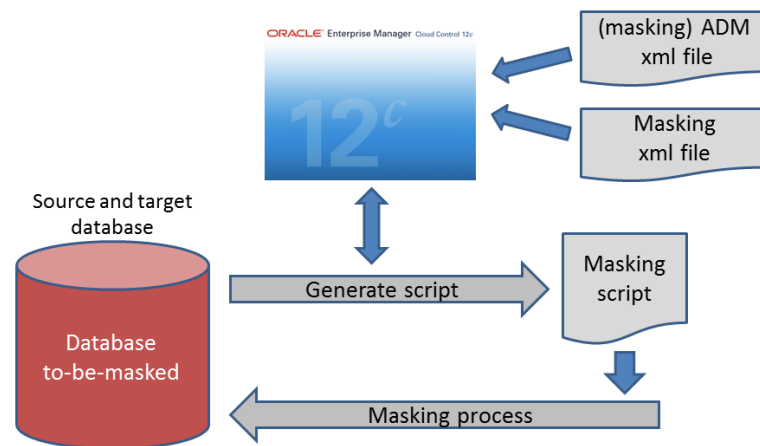 ORACLE Enterprise Manager Cloud Control 12c
12c
(masking) ADM
xml file
Masking
xml file
Source and target
database
Database
to-be-masked
Generate script
Masking
script
Masking process